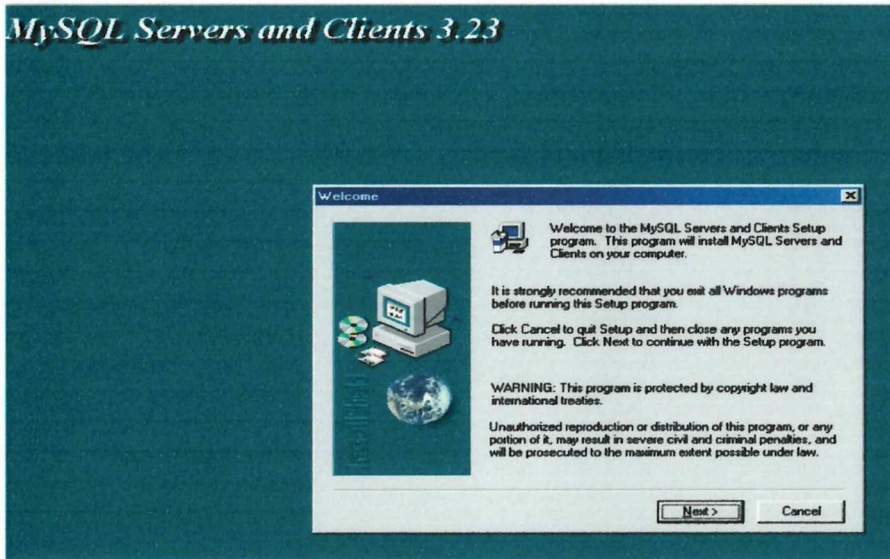 MySQL Servers and Clients 3.23
Welcome
Welcome to the MySQL Servers and Clients Setup
program. This program will install MySQL Servers and
Clients on your computer.
It is strongly recommended that you exit all Windows programs
before running this Setup program.
Click Cancel to quit Setup and then close any programs you
have running. Click Next to continue with the Setup program.
WARNING: This program is protected by copyright law and
international treaties.
Unauthorized reproduction or distribution of this program, or any
portion of it, may result in severe civil and criminal penalties, and
will be prosecuted to the maximum extent possible under law.
Next >
Cancel